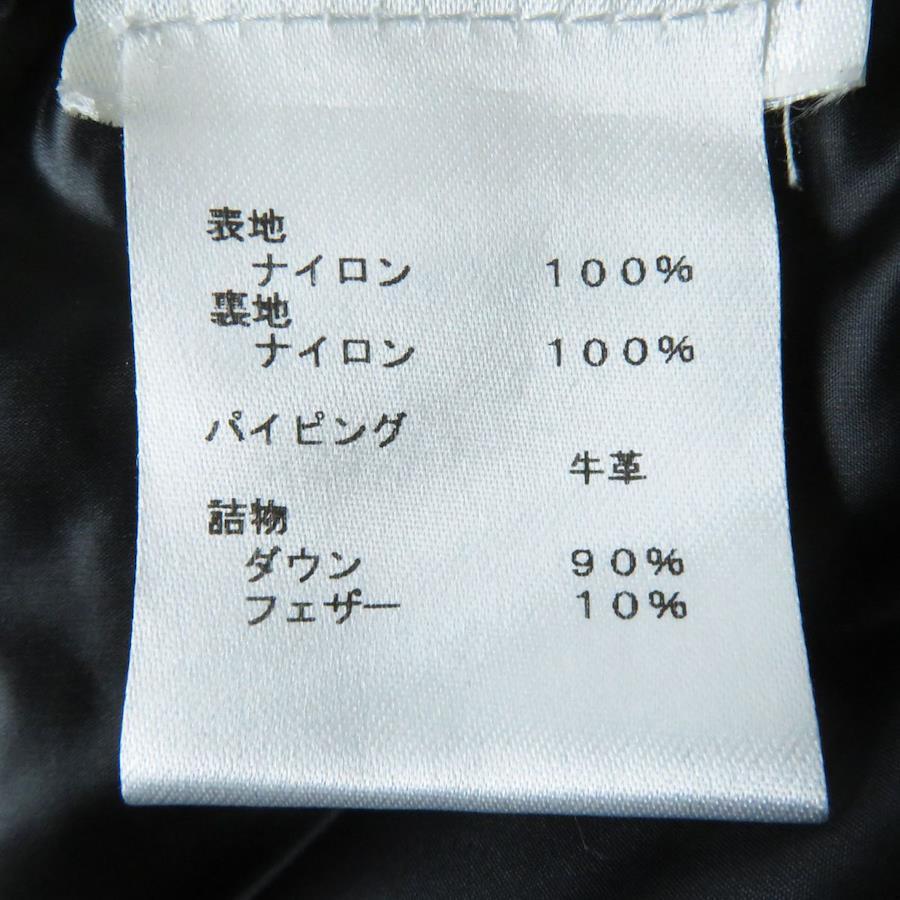 表地
ナイロン 100%
裏地
ナイロン 100%
パイピング
牛革
詰物
ダウン 90%
フェザー 10%